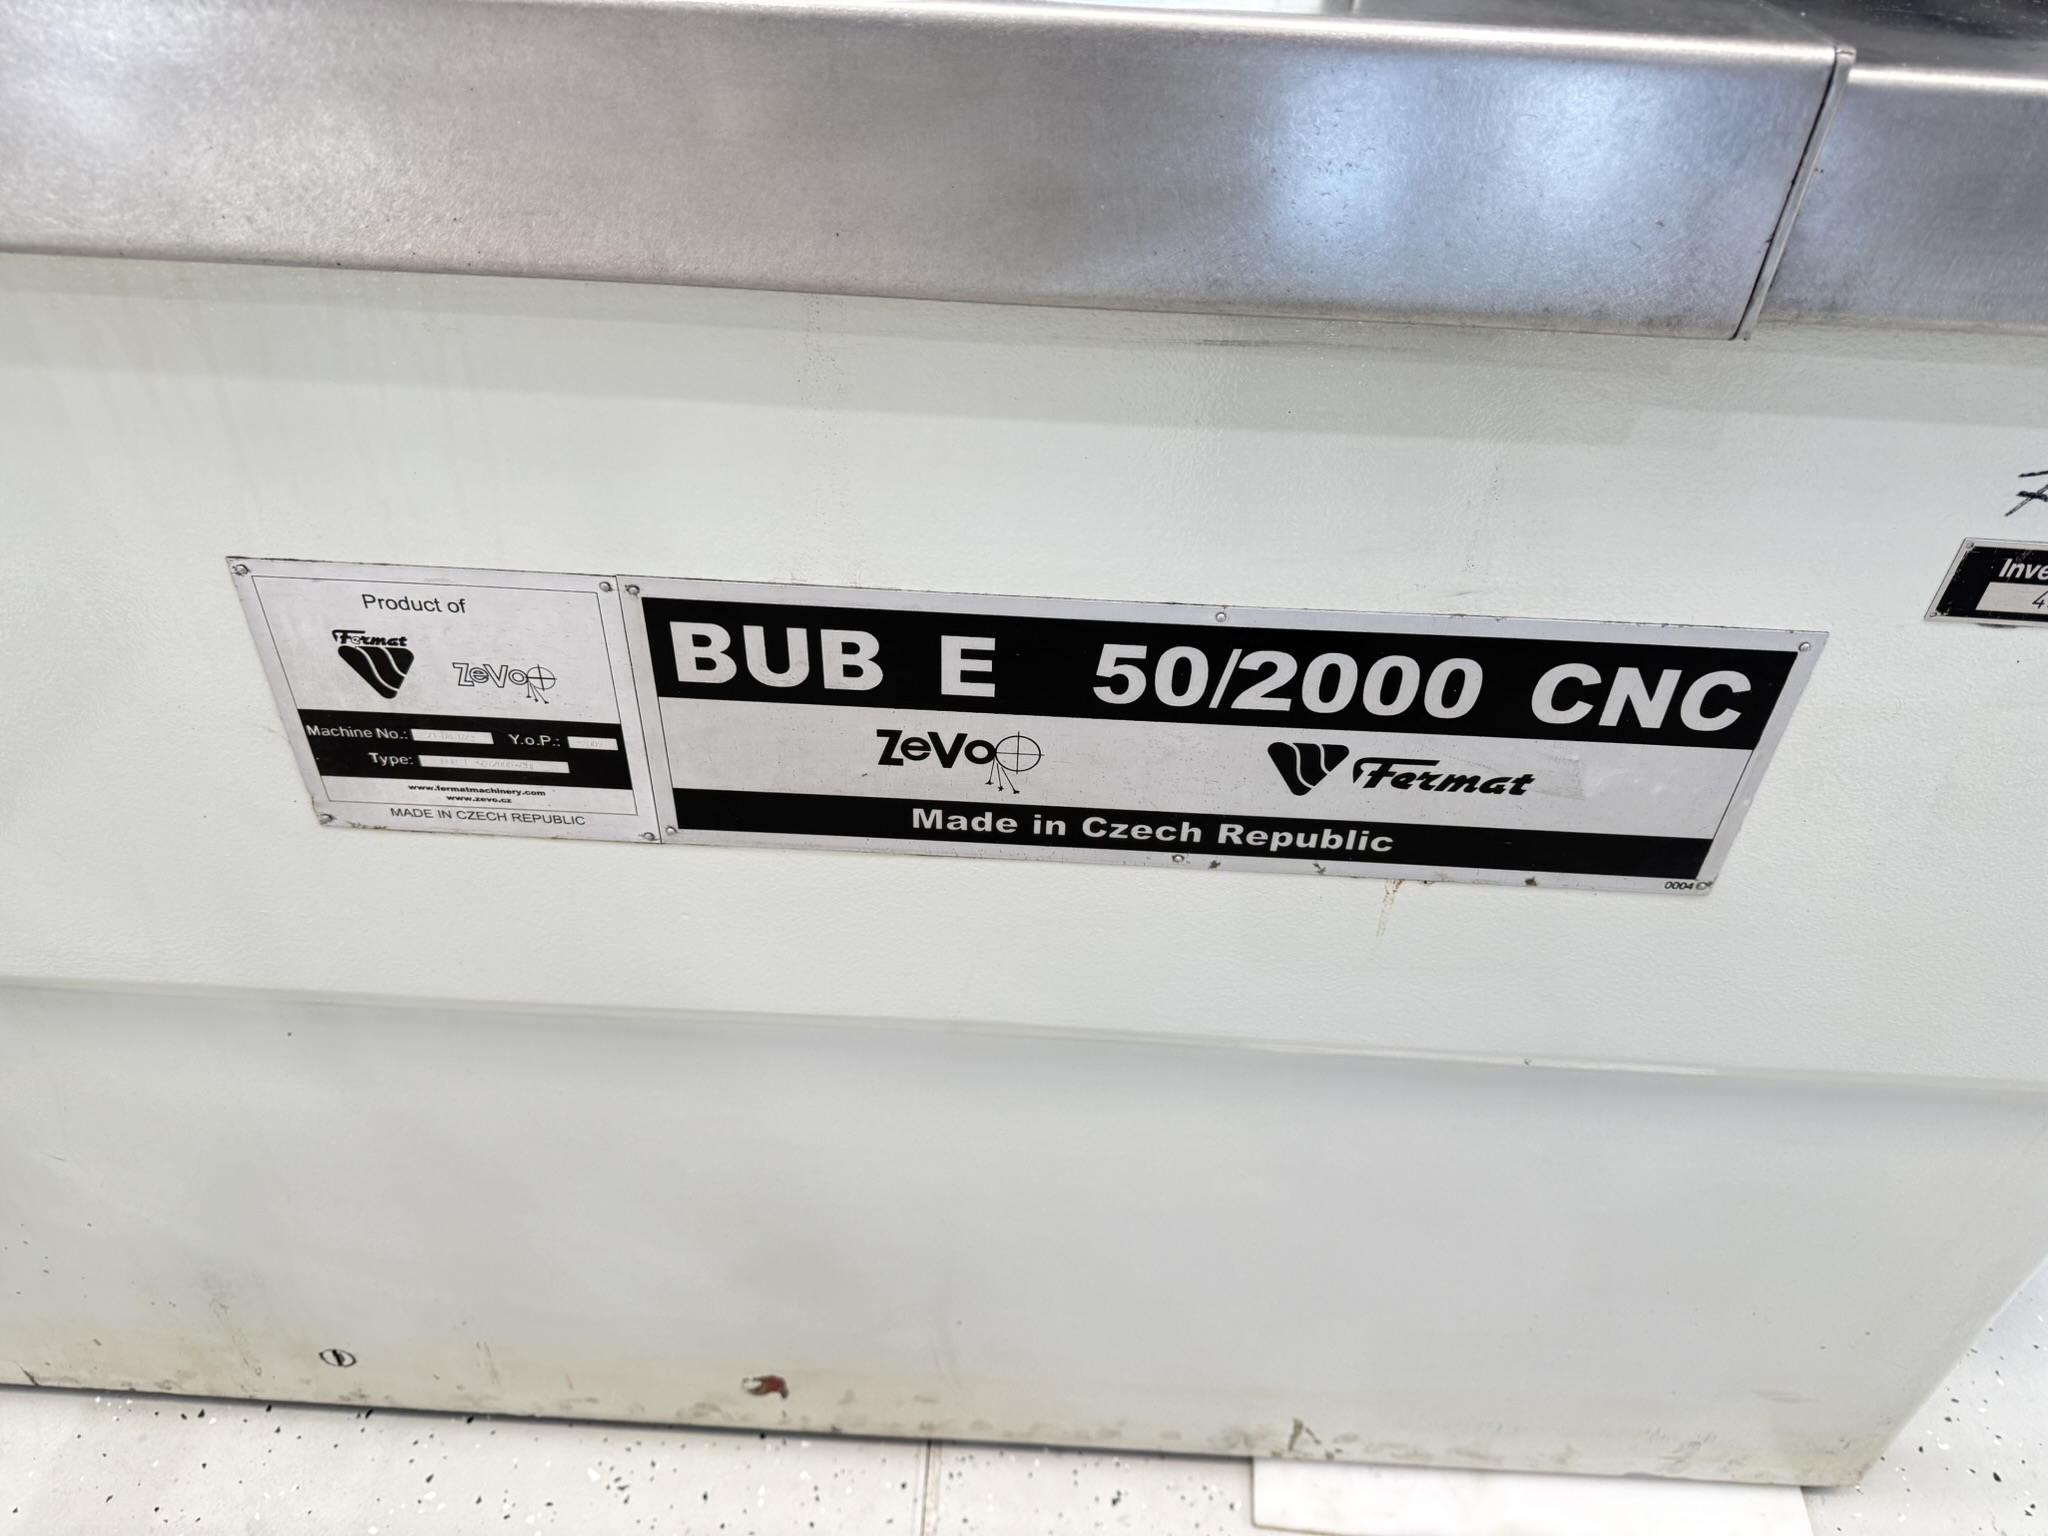 Product of
Fermat
ZeVo
Machine No.:
Y.o.P.:
Type:
www.fermatmachinery.com
www.zevo.cz
MADE IN CZECH REPUBLIC
BUB E 50/2000 CNC
ZeVo Fermat
Made in Czech Republic
0004